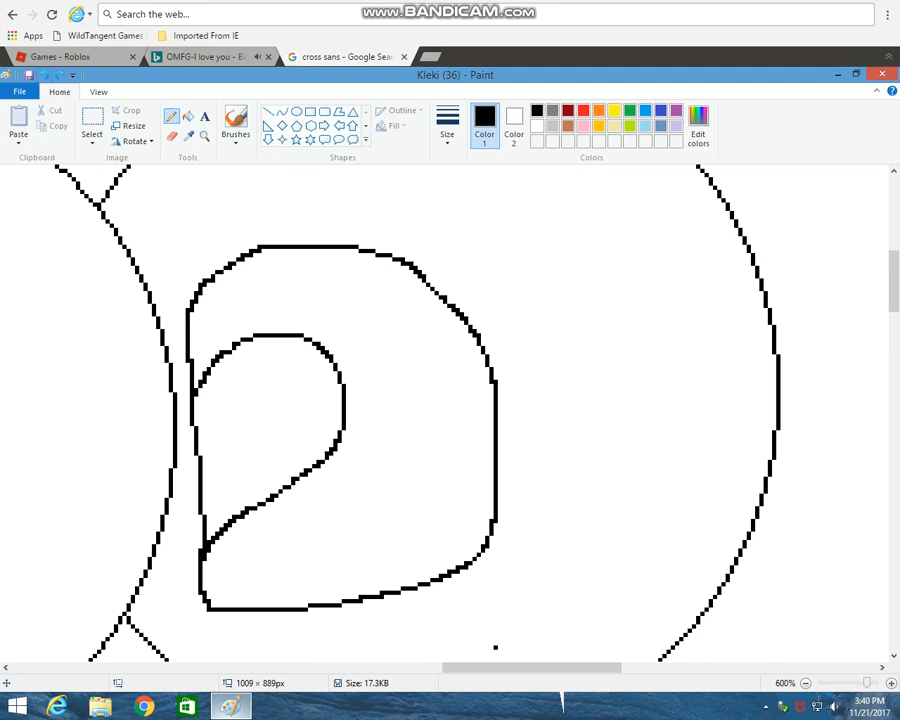 www.BANDICAM.com
Search the web...
Apps WildTangent Games Imported From IE
Games - Roblox OMFG-I love you - Bi cross sans - Google Sear
Kleki (36) - Paint
File Home View
Paste Cut Copy Select Crop Resize Rotate Brushes Outline Fill Size Color 1 Color 2 Edit colors
Clipboard Image Tools Shapes Colors
1009 × 889px Size: 17.3KB 600%
3:40 PM
11/21/2017